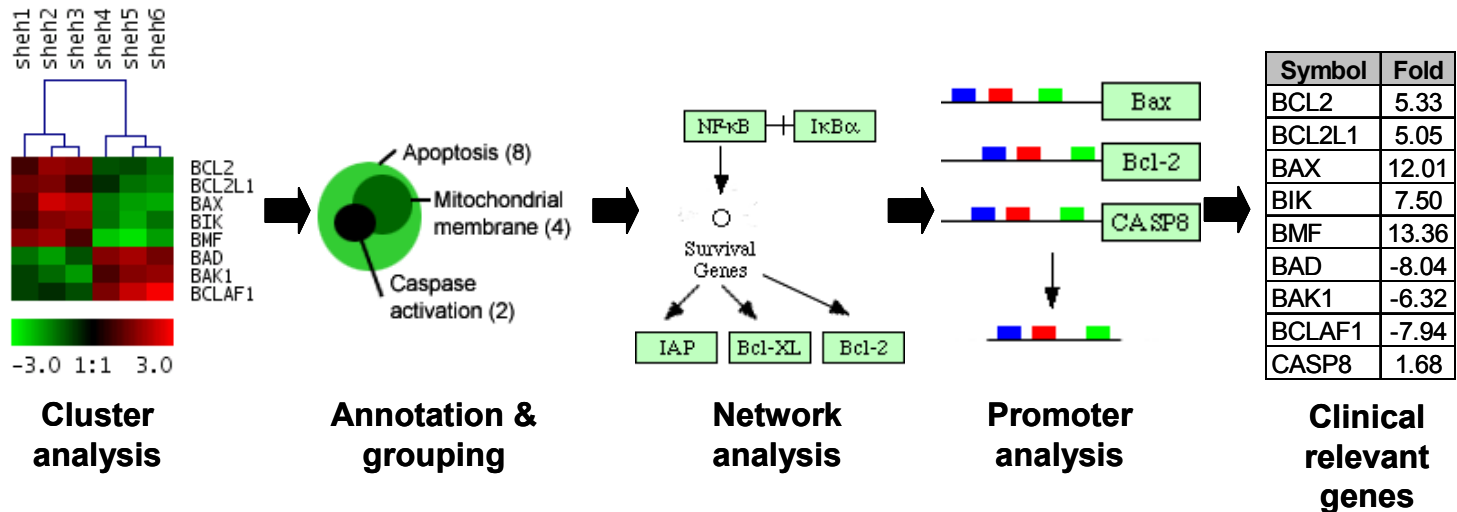 sheh1
sheh2
sheh3
sheh4
sheh5
sheh6
BCL2
BCL2L1
BAX
BIK
BMF
BAD
BAK1
BCLAF1
-3.0 1:1 3.0
Cluster
analysis
Apoptosis (8)
Mitochondrial
membrane (4)
Caspase
activation (2)
Annotation &
grouping
NF-κB
IκBα
Survival
Genes
IAP
Bcl-XL
Bcl-2
Network
analysis
Bax
Bcl-2
CASP8
Promoter
analysis
Symbol Fold
BCL2 5.33
BCL2L1 5.05
BAX 12.01
BIK 7.50
BMF 13.36
BAD -8.04
BAK1 -6.32
BCLAF1 -7.94
CASP8 1.68
Clinical
relevant
genes